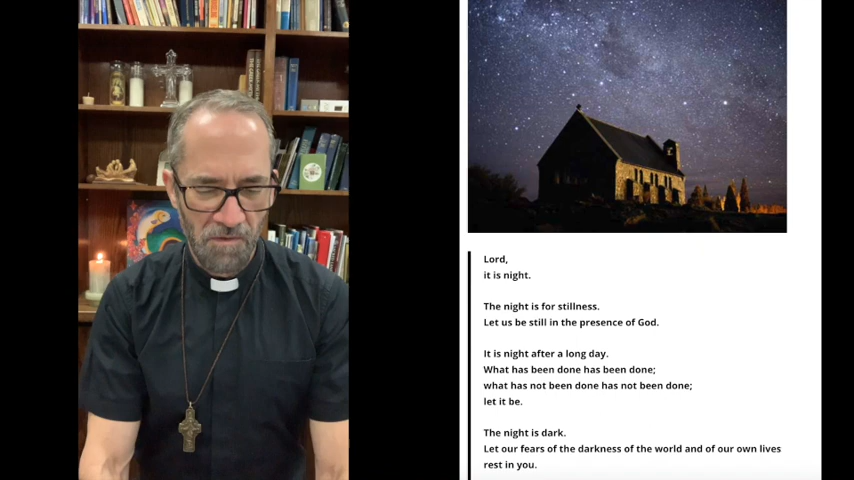 Lord,
it is night.
The night is for stillness.
Let us be still in the presence of God.
It is night after a long day.
What has been done has been done;
what has not been done has not been done;
let it be.
The night is dark.
Let our fears of the darkness of the world and of our own lives
rest in you.